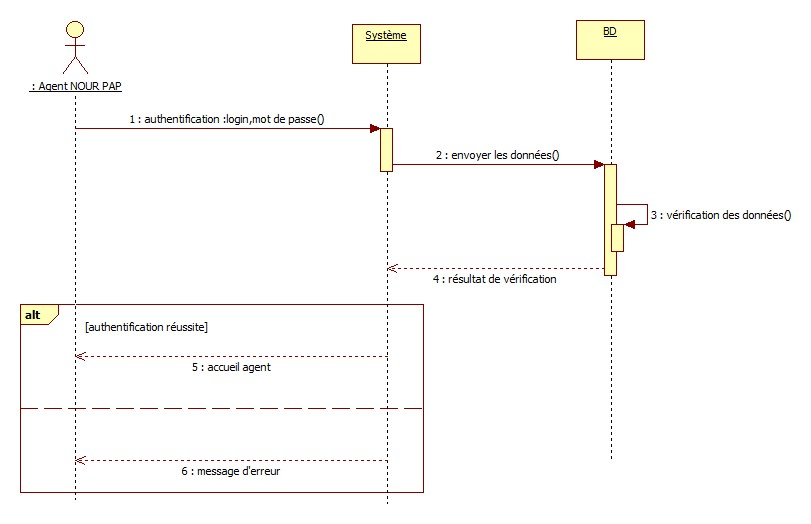 Système
BD
: Agent NOUR PAP
1 : authentification :login,mot de passe()
2 : envoyer les données()
3 : vérification des données()
4 : résultat de vérification
alt
[authentification réussite]
5 : accueil agent
6 : message d'erreur